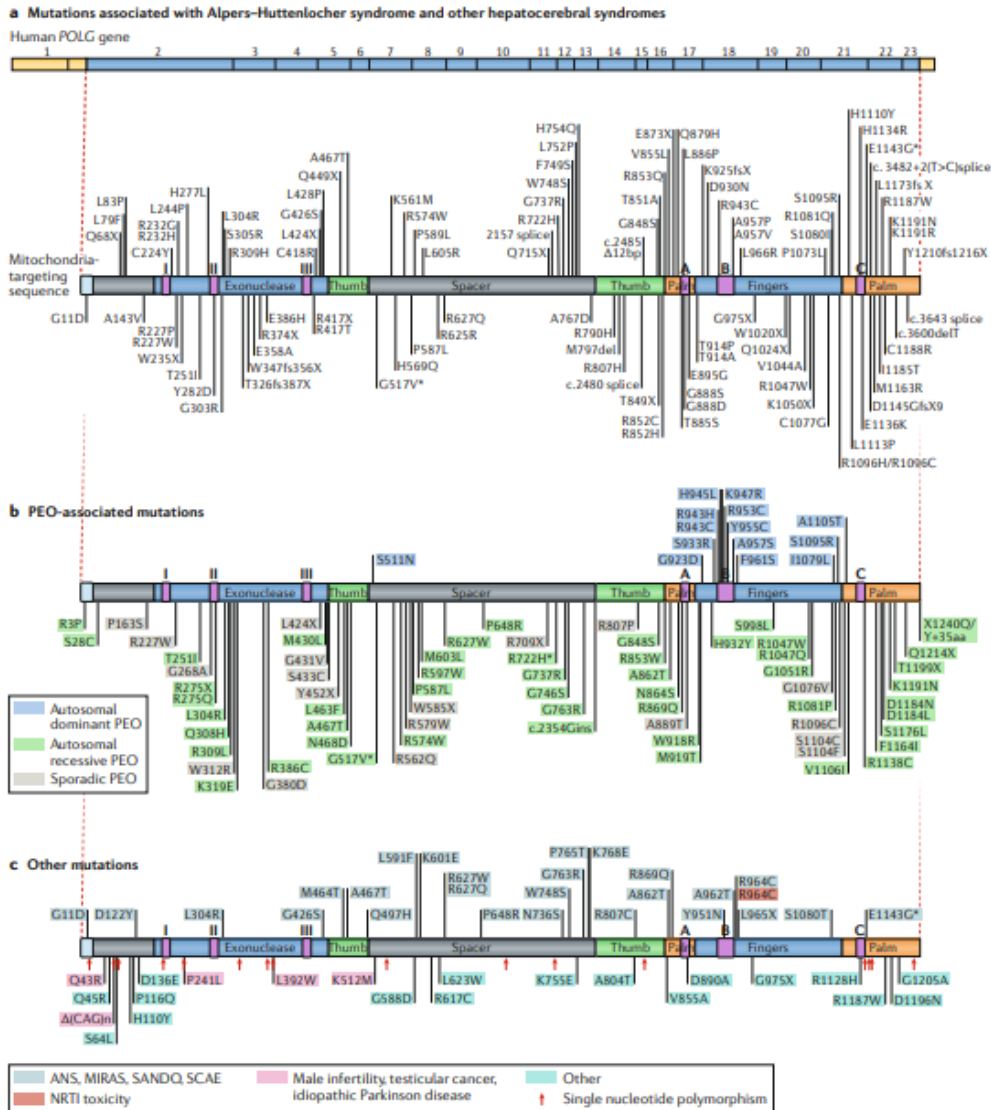 a Mutations associated with Alpers–Huttenlocher syndrome and other hepatocerebral syndromes
Human POLG gene
1 2 3 4 5 6 7 8 9 10 11 12 13 14 15 16 17 18 19 20 21 22 23
H754Q E873X Q879H H1110Y
L752P V855L L886P H1134R
A467T F749S R853Q K925fsX E1143G*
Q449X W748S T851A D930N c. 3482+2(T>C)splice
L83P H277L L428P K561M G737R G848S R943C S1095R L1173fs X
L79F L244P L304R G426S R574W R722H c.2485 A957P R1081Q R1187W
Q68X R232G S305R L424X P589L 2157 splice Δ12bp A957V S1080I K1191N
R232H R309H C418R L605R Q715X L966R P1073L K1191R
C224Y Y1210fs1216X
Mitochondria-
targeting
sequence
I II III A B C
Exonuclease Thumb Spacer Thumb Palm Fingers Palm
G11D A143V E386H R417X R627Q A767D G975X c.3643 splice
R227P R374X R417T R625R R790H T914P W1020X c.3600delT
R227W E358A P587L M797del T914A Q1024X C1188R
W235X W347fs356X H569Q R807H E895G V1044A I1185T
T251I T326fs387X G517V* c.2480 splice G888S R1047W M1163R
Y282D T849X G888D K1050X D1145GfsX9
G303R R852C T885S C1077G E1136K
R852H L1113P
R1096H/R1096C
b PEO-associated mutations
H945L K947R
R943H R953C A1105T
R943C Y955C
S933R A957S S1095R
S511N G923D F961S I1079L
I II III A B C
Exonuclease Thumb Spacer Thumb Palm Fingers Palm
R3P P163S L424X P648R R807P S998L X1240Q/
S28C R227W M430L R627W R709X G848S H932Y R1047W Y+35aa
T251I G431V M603L R722H* R853W R1047Q Q1214X
G268A S433C R597W G737R A862T G1051R T1199X
R275X Y452X P587L G746S N864S G1076V K1191N
R275Q L463F W585X G763R R869Q R1081P D1184N
L304R A467T R579W c.2354Gins A889T R1096C D1184L
Q308H N468D R574W W918R S1104C S1176L
R309L G517V* R562Q M919T S1104F F1164I
W312R R386C V1106I R1138C
K319E G380D
Autosomal
dominant PEO
Autosomal
recessive PEO
Sporadic PEO
c Other mutations
L591F K601E P765T K768E
R627W G763R R869Q R964C
M464T A467T R627Q W748S A862T A962T R964C
G11D D122Y L304R G426S Q497H P648R N736S R807C Y951N L965X S1080T E1143G*
I II III A B C
Exonuclease Thumb Spacer Thumb Palm Fingers Palm
Q43R D136E P241L L392W K512M L623W K755E A804T D890A G975X R1128H G1205A
Q45R P116Q G588D R617C V855A R1187W D1196N
Δ(CAG)n H110Y
S64L
ANS, MIRAS, SANDO, SCAE
NRTI toxicity
Male infertility, testicular cancer,
idiopathic Parkinson disease
Other
Single nucleotide polymorphism